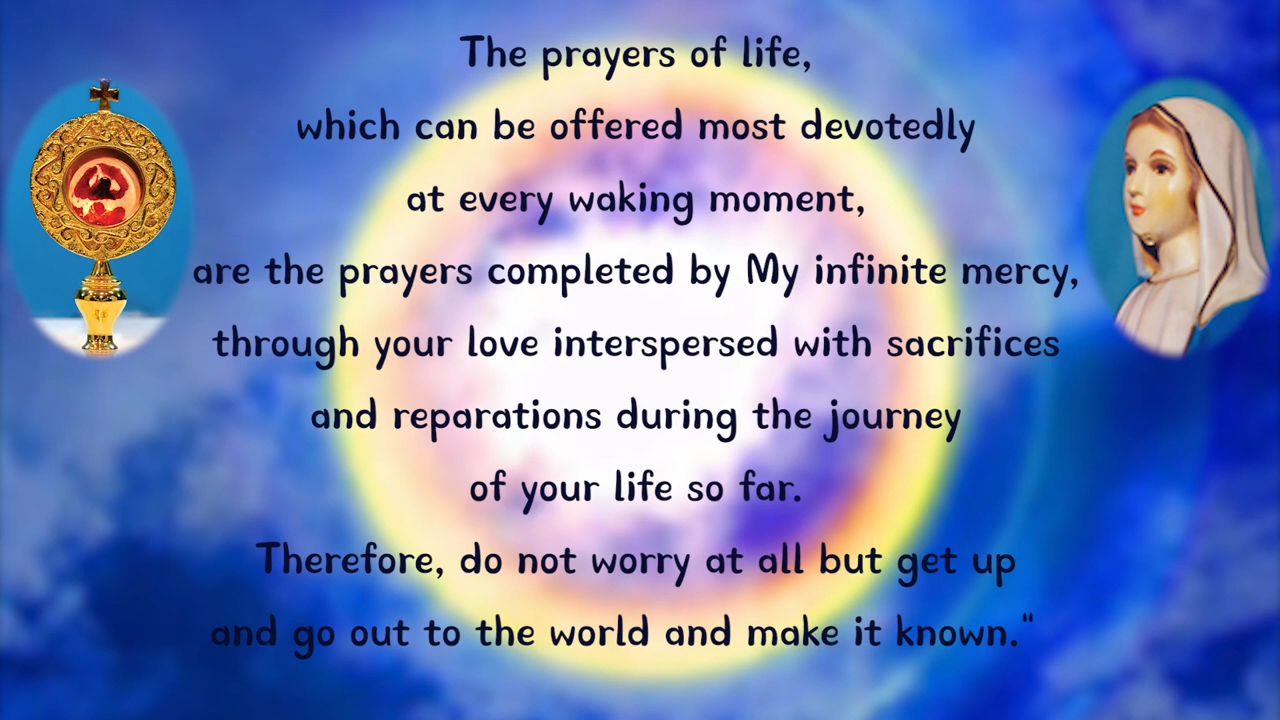 The prayers of life,
which can be offered most devotedly
at every waking moment,
are the prayers completed by My infinite mercy,
through your love interspersed with sacrifices
and reparations during the journey
of your life so far.
Therefore, do not worry at all but get up
and go out to the world and make it known."